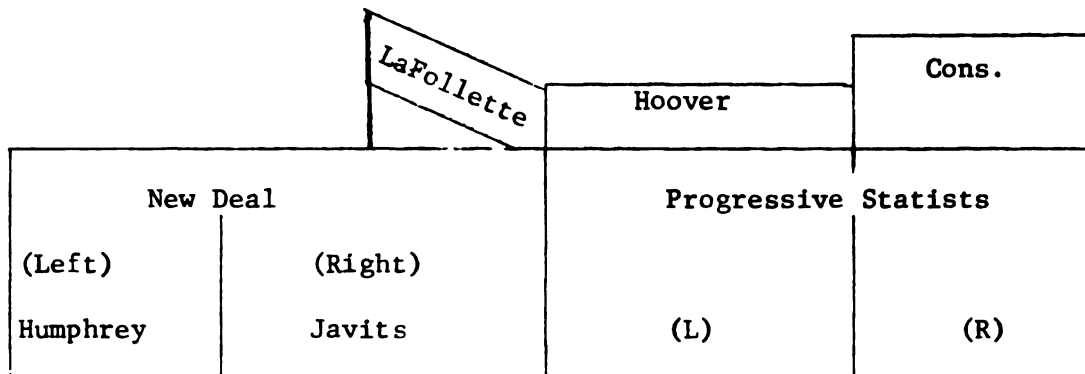 LaFollette
Cons.
Hoover
New Deal
Progressive Statists
(Left)
(Right)
Humphrey
Javits
(L)
(R)